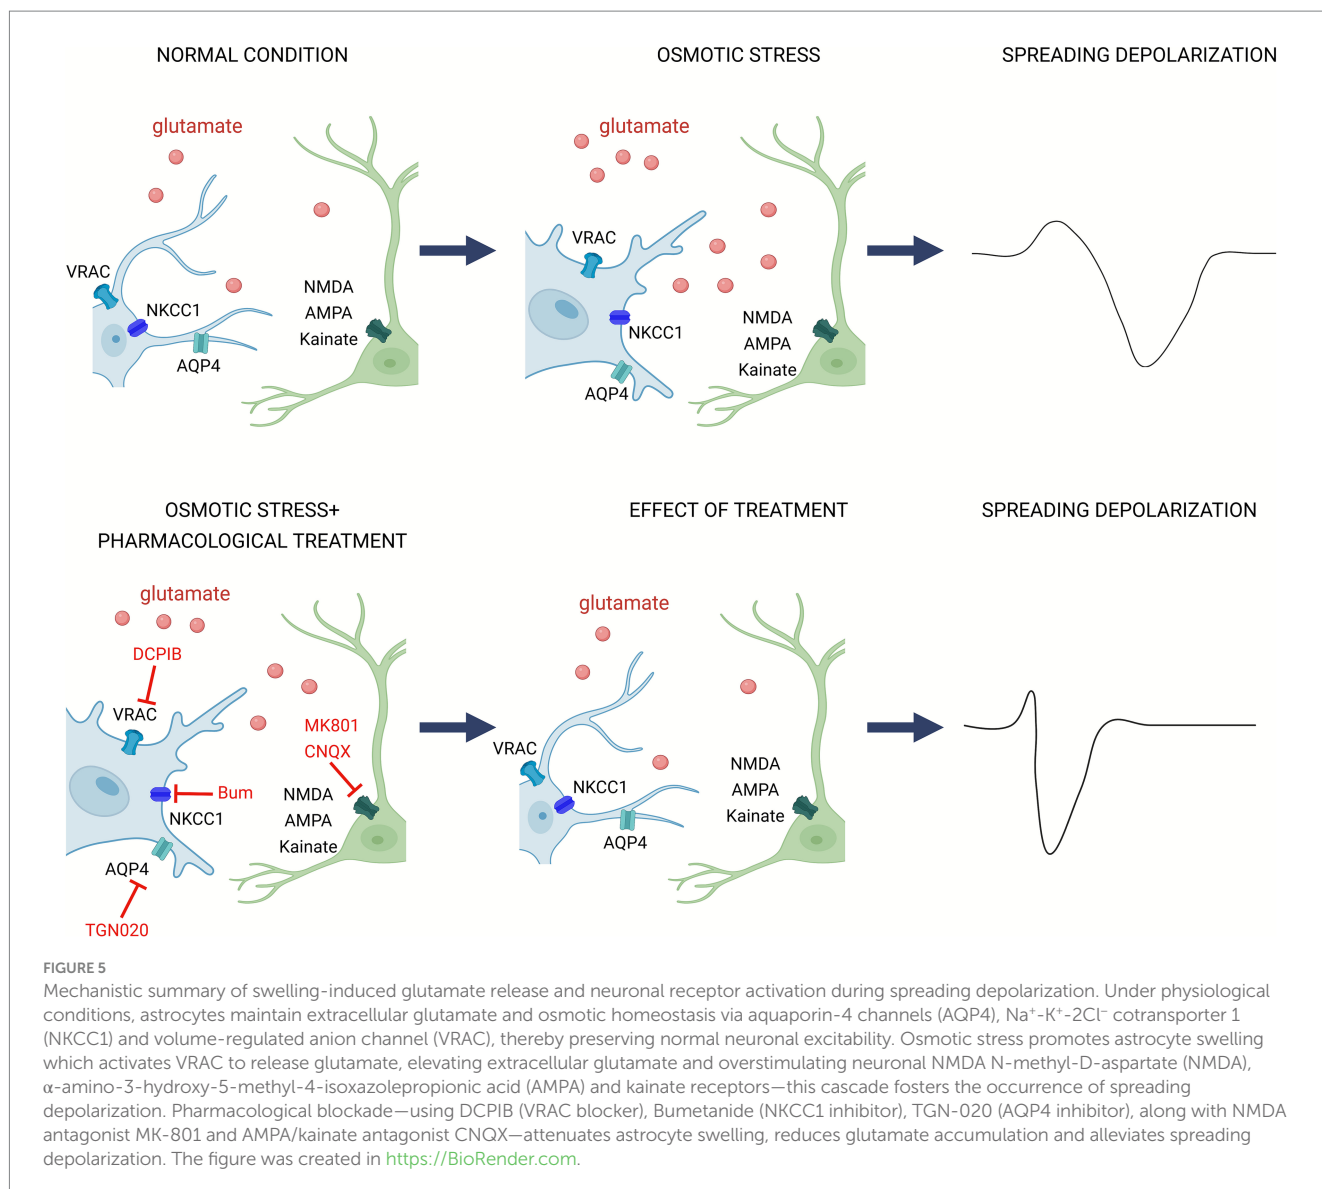 NORMAL CONDITION
OSMOTIC STRESS
SPREADING DEPOLARIZATION
glutamate
VRAC
NKCC1
AQP4
NMDA
AMPA
Kainate
glutamate
VRAC
NKCC1
AQP4
NMDA
AMPA
Kainate
OSMOTIC STRESS+
PHARMACOLOGICAL TREATMENT
EFFECT OF TREATMENT
SPREADING DEPOLARIZATION
glutamate
DCPIB
VRAC
Bum
NKCC1
AQP4
TGN020
MK801
CNQX
NMDA
AMPA
Kainate
glutamate
VRAC
NKCC1
AQP4
NMDA
AMPA
Kainate
FIGURE 5
Mechanistic summary of swelling-induced glutamate release and neuronal receptor activation during spreading depolarization. Under physiological
conditions, astrocytes maintain extracellular glutamate and osmotic homeostasis via aquaporin-4 channels (AQP4), Na⁺-K⁺-2Cl⁻ cotransporter 1
(NKCC1) and volume-regulated anion channel (VRAC), thereby preserving normal neuronal excitability. Osmotic stress promotes astrocyte swelling
which activates VRAC to release glutamate, elevating extracellular glutamate and overstimulating neuronal NMDA N-methyl-D-aspartate (NMDA),
α-amino-3-hydroxy-5-methyl-4-isoxazolepropionic acid (AMPA) and kainate receptors—this cascade fosters the occurrence of spreading
depolarization. Pharmacological blockade—using DCPIB (VRAC blocker), Bumetanide (NKCC1 inhibitor), TGN-020 (AQP4 inhibitor), along with NMDA
antagonist MK-801 and AMPA/kainate antagonist CNQX—attenuates astrocyte swelling, reduces glutamate accumulation and alleviates spreading
depolarization. The figure was created in https://BioRender.com.